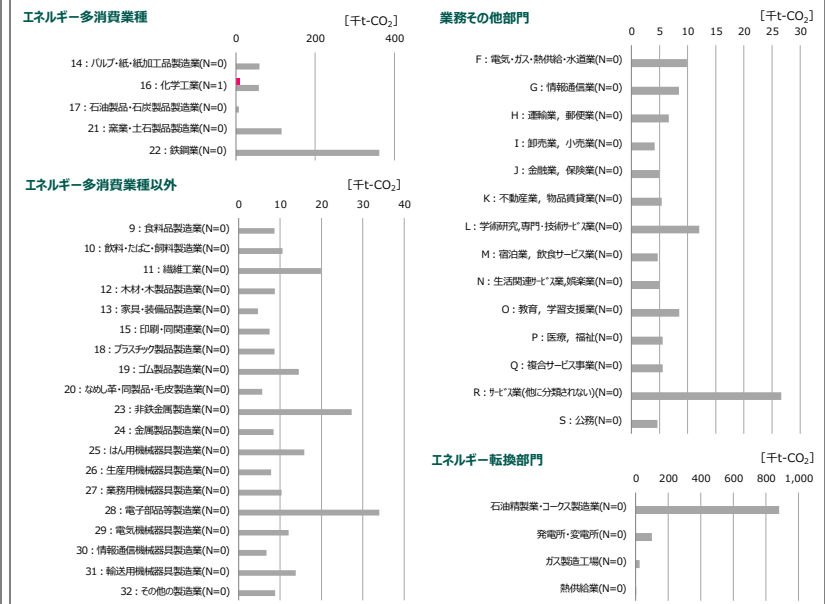 エネルギー多消費業種
[千t-CO₂]
0 200 400
14：パルプ・紙・紙加工品製造業(N=0)
16：化学工業(N=1)
17：石油製品・石炭製品製造業(N=0)
21：窯業・土石製品製造業(N=0)
22：鉄鋼業(N=0)
エネルギー多消費業種以外
[千t-CO₂]
0 10 20 30 40
9：食料品製造業(N=0)
10：飲料・たばこ・飼料製造業(N=0)
11：繊維工業(N=0)
12：木材・木製品製造業(N=0)
13：家具・装備品製造業(N=0)
15：印刷・同関連業(N=0)
18：プラスチック製品製造業(N=0)
19：ゴム製品製造業(N=0)
20：なめし革・同製品・毛皮製造業(N=0)
23：非鉄金属製造業(N=0)
24：金属製品製造業(N=0)
25：はん用機械器具製造業(N=0)
26：生産用機械器具製造業(N=0)
27：業務用機械器具製造業(N=0)
28：電子部品等製造業(N=0)
29：電気機械器具製造業(N=0)
30：情報通信機械器具製造業(N=0)
31：輸送用機械器具製造業(N=0)
32：その他の製造業(N=0)
業務その他部門
[千t-CO₂]
0 5 10 15 20 25 30
F：電気・ガス・熱供給・水道業(N=0)
G：情報通信業(N=0)
H：運輸業，郵便業(N=0)
I：卸売業，小売業(N=0)
J：金融業，保険業(N=0)
K：不動産業，物品賃貸業(N=0)
L：学術研究,専門・技術サービス業(N=0)
M：宿泊業，飲食サービス業(N=0)
N：生活関連サービス業,娯楽業(N=0)
O：教育，学習支援業(N=0)
P：医療，福祉(N=0)
Q：複合サービス事業(N=0)
R：サービス業(他に分類されない)(N=0)
S：公務(N=0)
エネルギー転換部門
[千t-CO₂]
0 200 400 600 800 1,000
石油精製業・コークス製造業(N=0)
発電所・変電所(N=0)
ガス製造工場(N=0)
熱供給業(N=0)